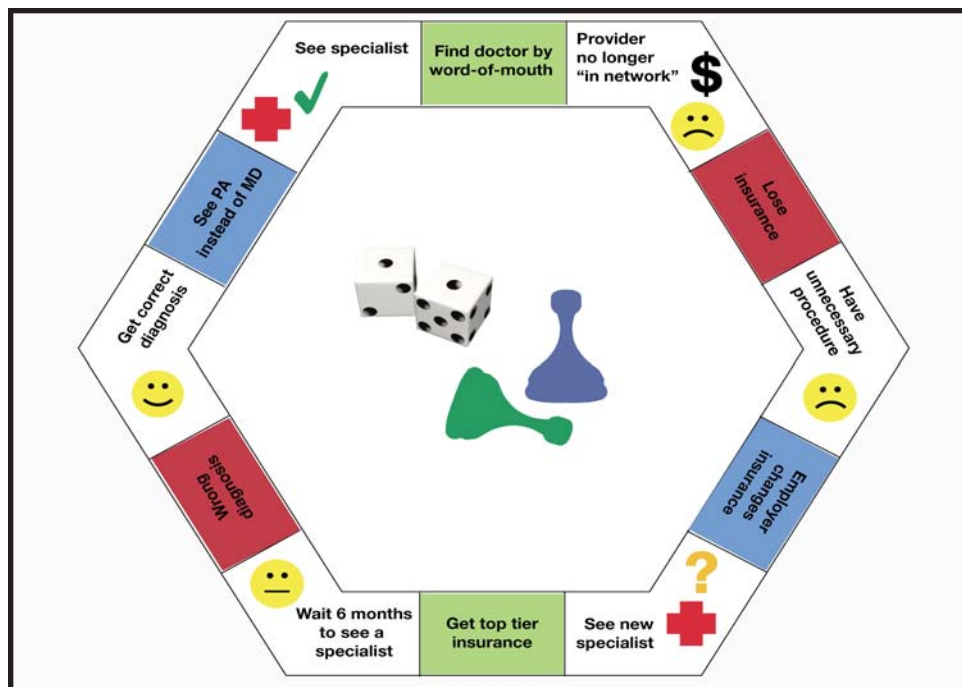 See specialist
Find doctor by
word-of-mouth
Provider
no longer
“in network”
$
Lose
insurance
Have
unnecessary
procedure
Employer
changes
insurance
?
See new
specialist
Get top tier
insurance
Wait 6 months
to see a
specialist
Wrong
diagnosis
Get correct
diagnosis
See PA
instead of MD